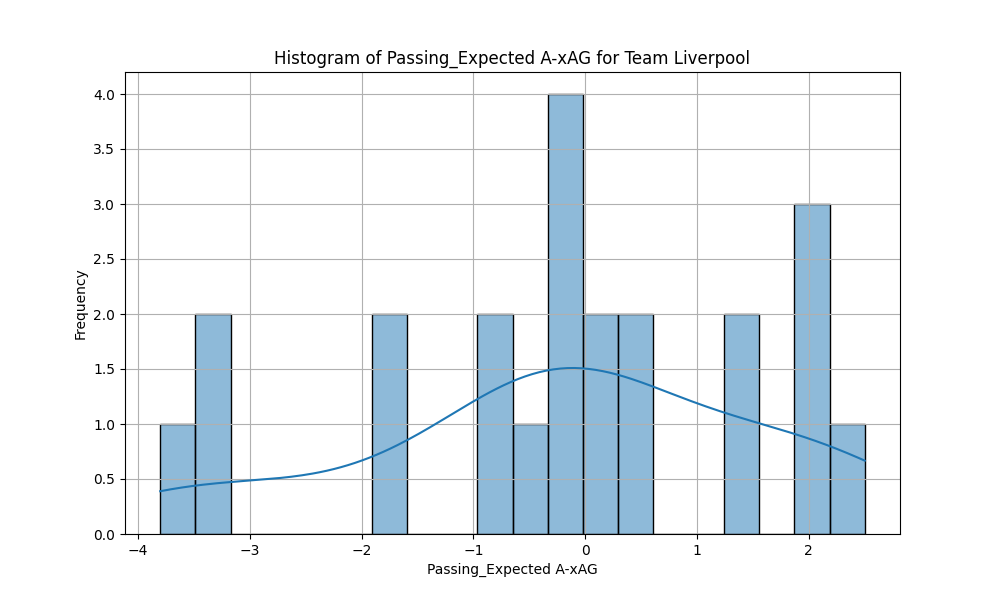 Histogram of Passing_Expected A-xAG for Team Liverpool
Frequency
4.0
3.5
3.0
2.5
2.0
1.5
1.0
0.5
0.0
−4 −3 −2 −1 0 1 2
Passing_Expected A-xAG